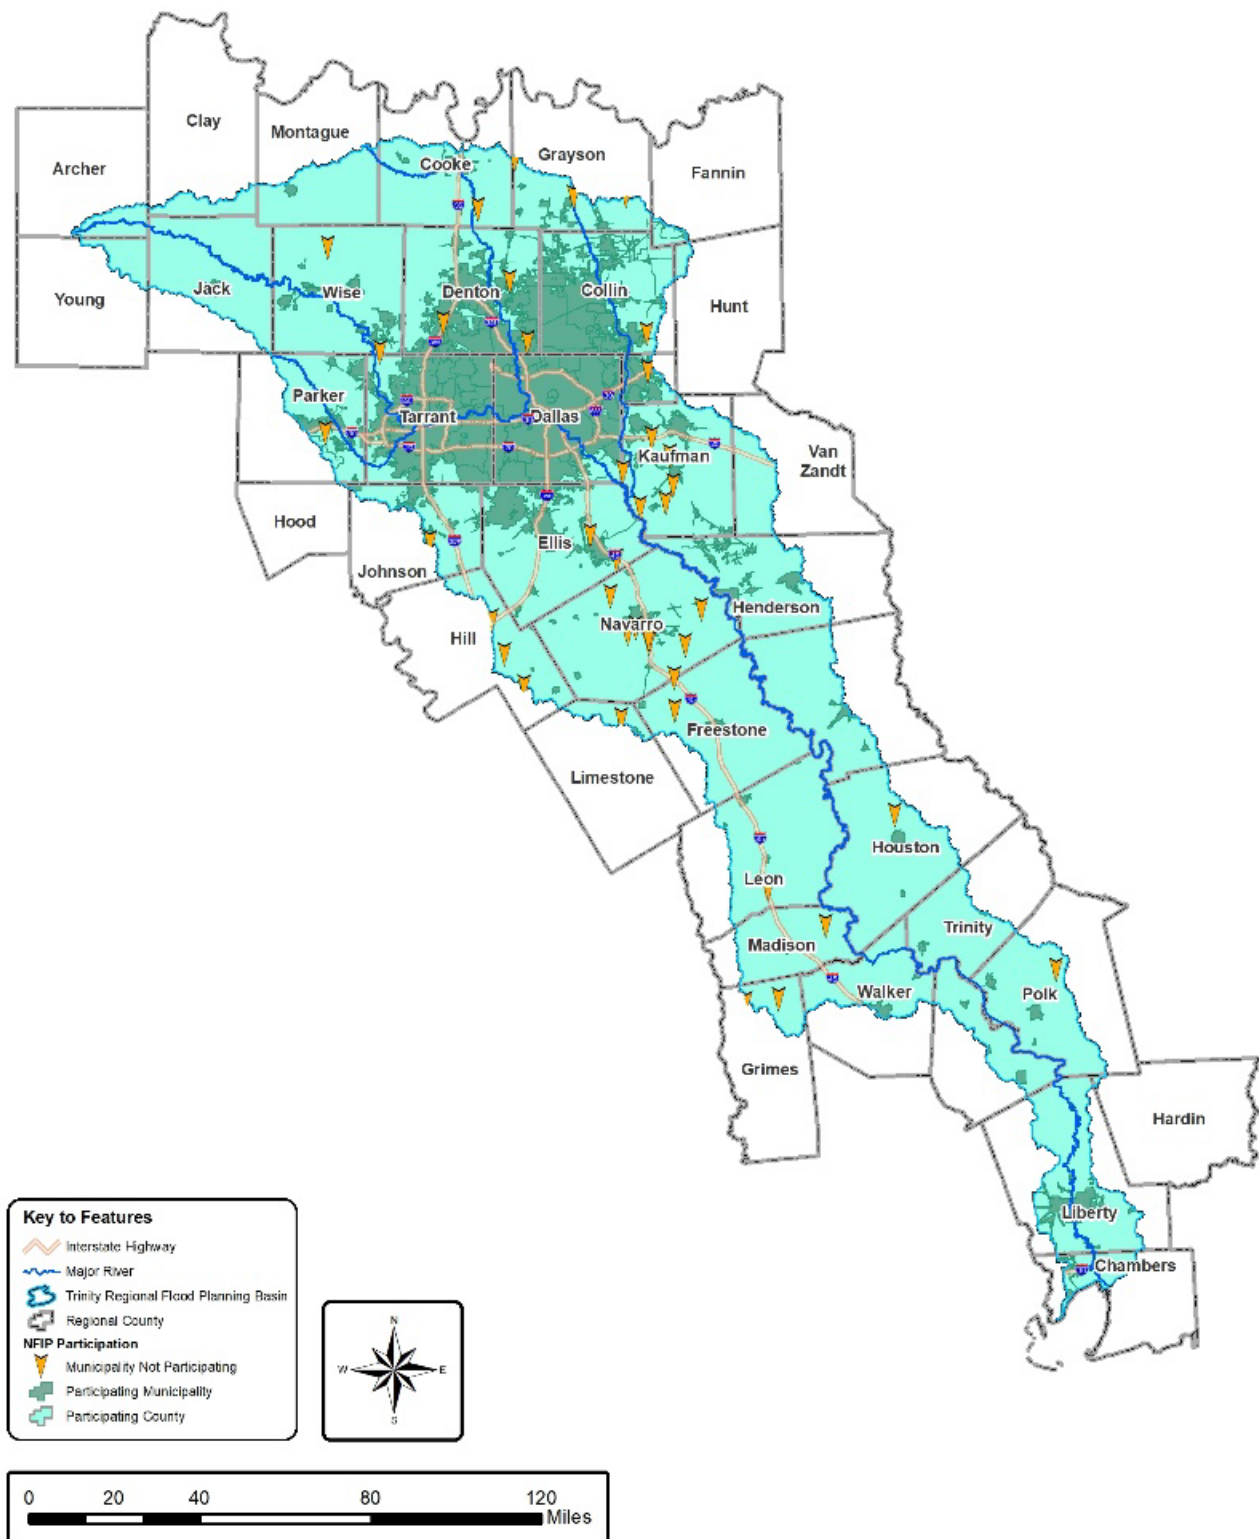 Clay
Montague
Archer
Cooke
Grayson
Fannin
Young
Jack
Wise
Denton
Collin
Hunt
Parker
Tarrant
Dallas
Kaufman
Van
Zandt
Hood
Ellis
Johnson
Henderson
Navarro
Hill
Freestone
Limestone
Houston
Leon
Trinity
Madison
Walker
Polk
Grimes
Hardin
Liberty
Chambers
Key to Features
Interstate Highway
Major River
Trinity Regional Flood Planning Basin
Regional County
NFIP Participation
Municipality Not Participating
Participating Municipality
Participating County
N
W
E
S
0 20 40 80 120
Miles